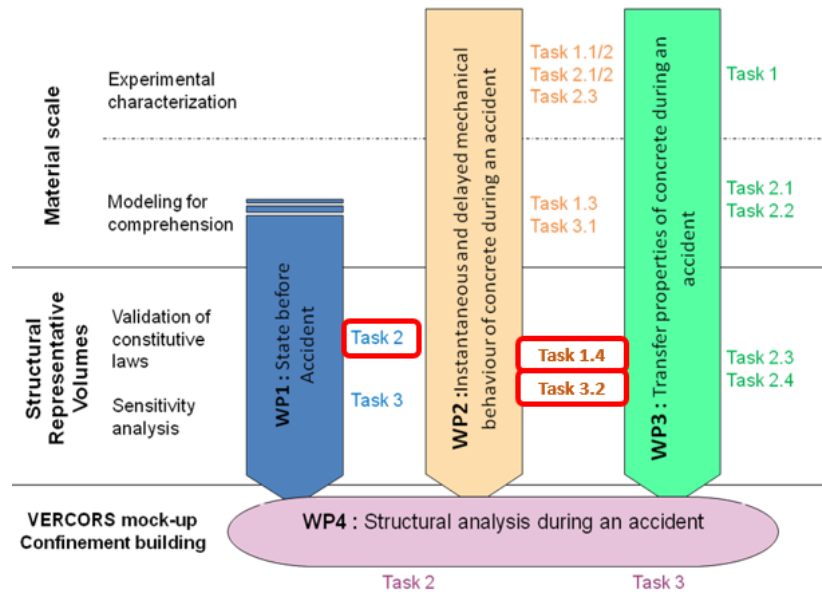 Material scale
Experimental
characterization
Modeling for
comprehension
Structural
Representative
Volumes
Validation of
constitutive
laws
Sensitivity
analysis
VERCORS mock-up
Confinement building
WP1 : State before
Accident
Task 2
Task 3
WP2 :Instantaneous and delayed mechanical
behaviour of concrete during an accident
Task 1.1/2
Task 2.1/2
Task 2.3
Task 1.3
Task 3.1
Task 1.4
Task 3.2
WP3 : Transfer properties of concrete during an
accident
Task 1
Task 2.1
Task 2.2
Task 2.3
Task 2.4
WP4 : Structural analysis during an accident
Task 2
Task 3